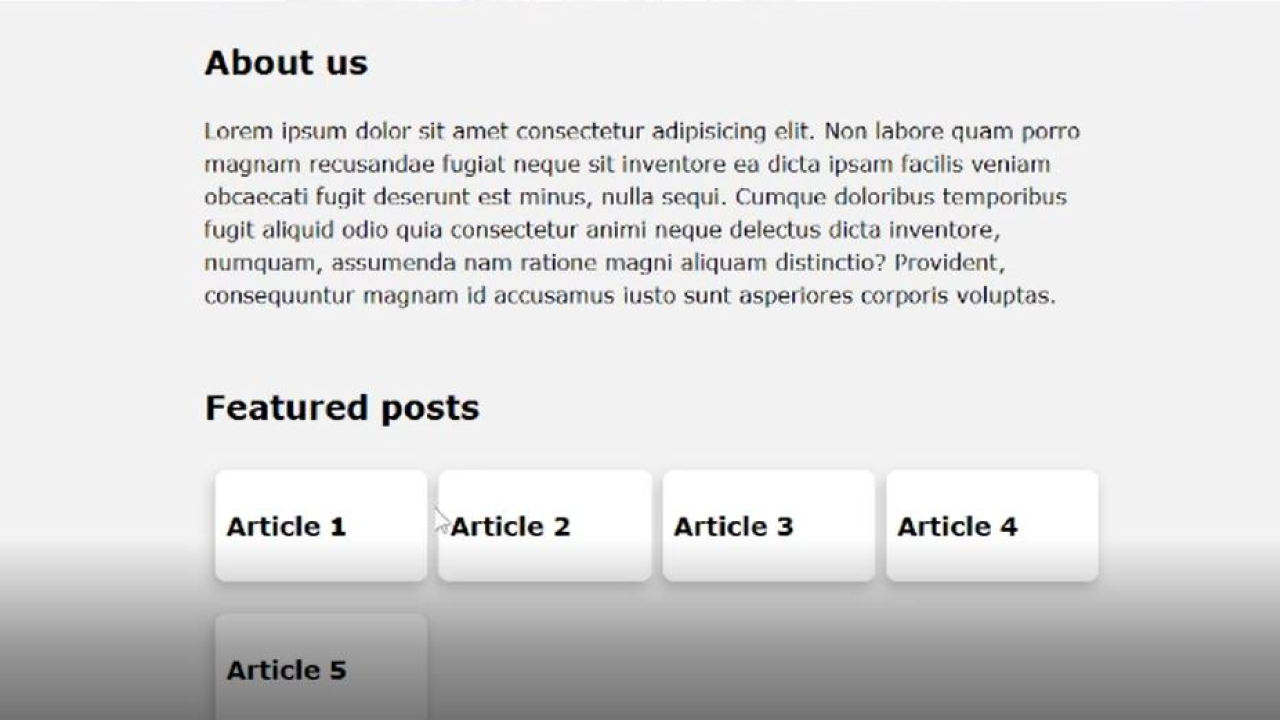 About us
Lorem ipsum dolor sit amet consectetur adipisicing elit. Non labore quam porro
magnam recusandae fugiat neque sit inventore ea dicta ipsam facilis veniam
obcaecati fugit deserunt est minus, nulla sequi. Cumque doloribus temporibus
fugit aliquid odio quia consectetur animi neque delectus dicta inventore,
numquam, assumenda nam ratione magni aliquam distinctio? Provident,
consequuntur magnam id accusamus iusto sunt asperiores corporis voluptas.
Featured posts
Article 1
Article 2
Article 3
Article 4
Article 5